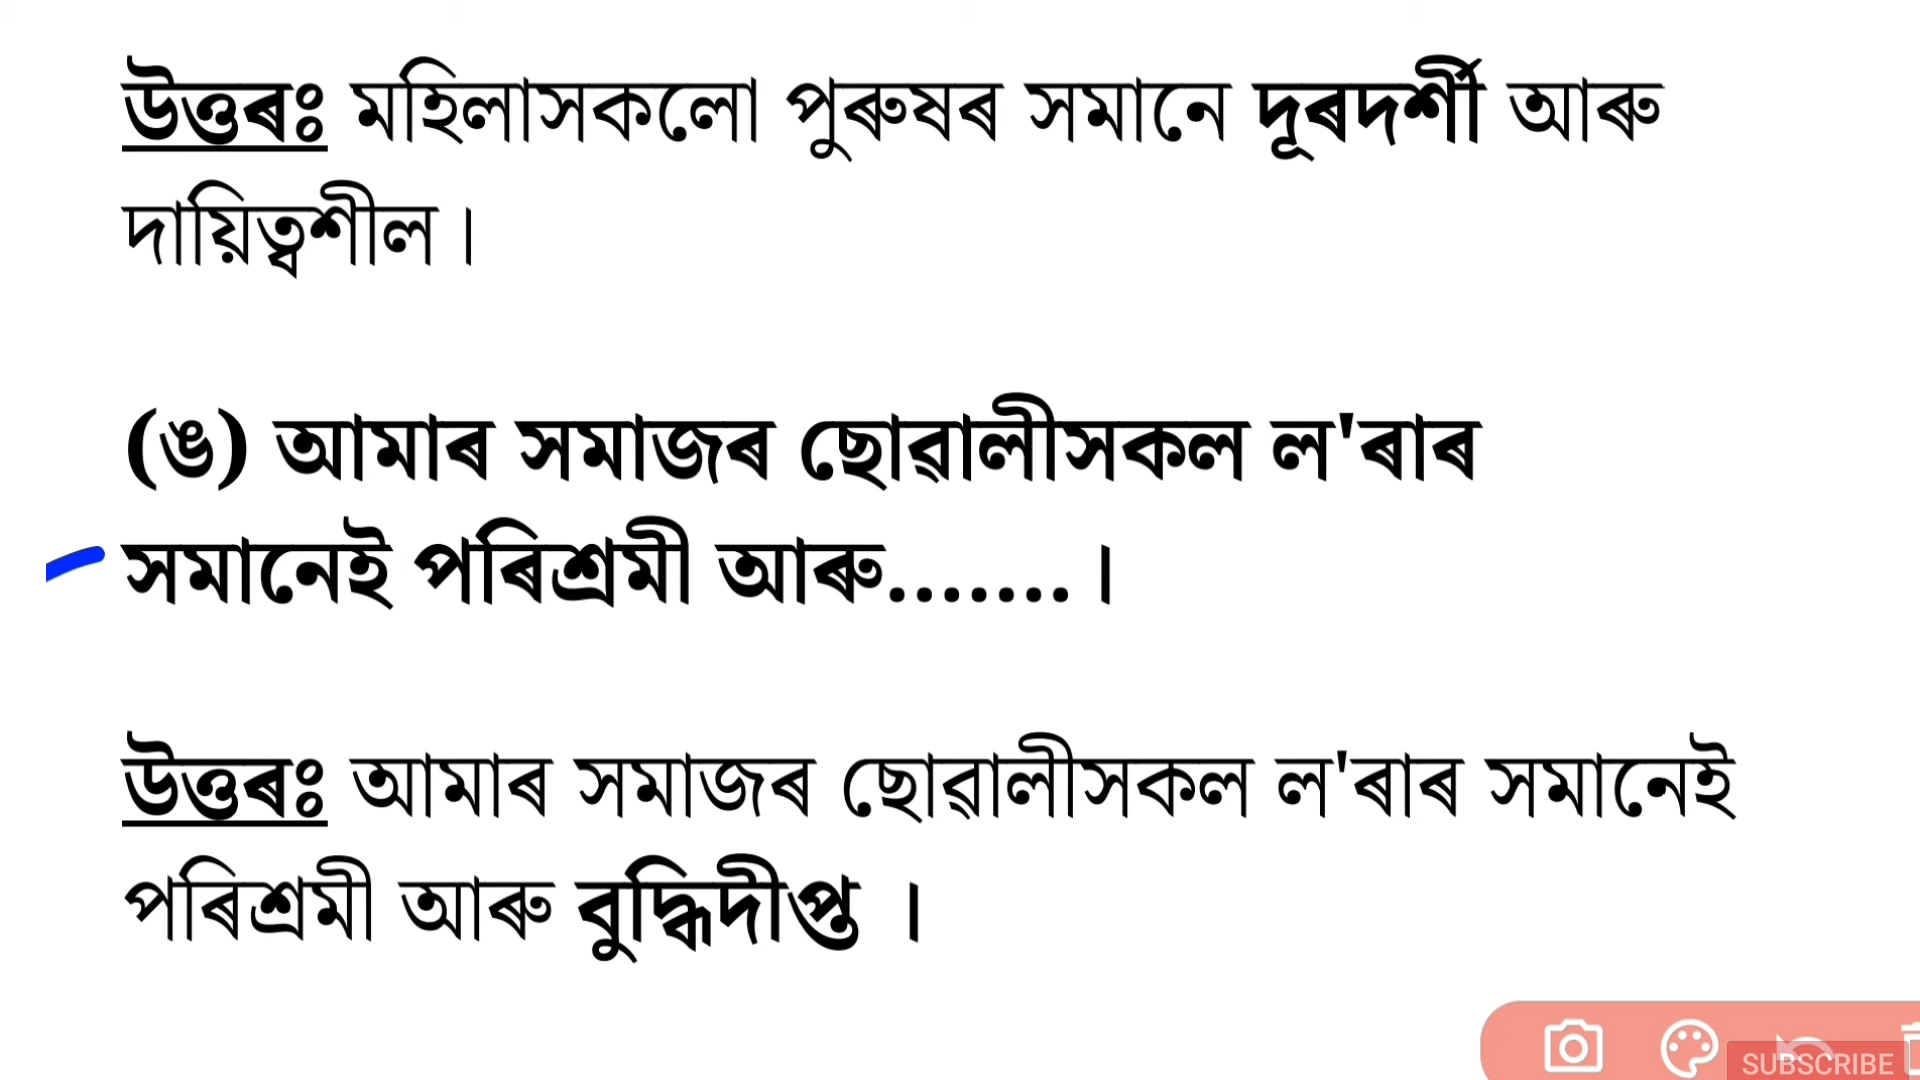 উত্তৰঃ মহিলাসকলো পুৰুষৰ সমানে দূৰদৰ্শী আৰু
দায়িত্বশীল।
(ঙ) আমাৰ সমাজৰ ছোৱালীসকল ল'ৰাৰ
সমানেই পৰিশ্ৰমী আৰু.......।
উত্তৰঃ আমাৰ সমাজৰ ছোৱালীসকল ল'ৰাৰ সমানেই
পৰিশ্ৰমী আৰু বুদ্ধিদীপ্ত ।
SUBSCRIBE